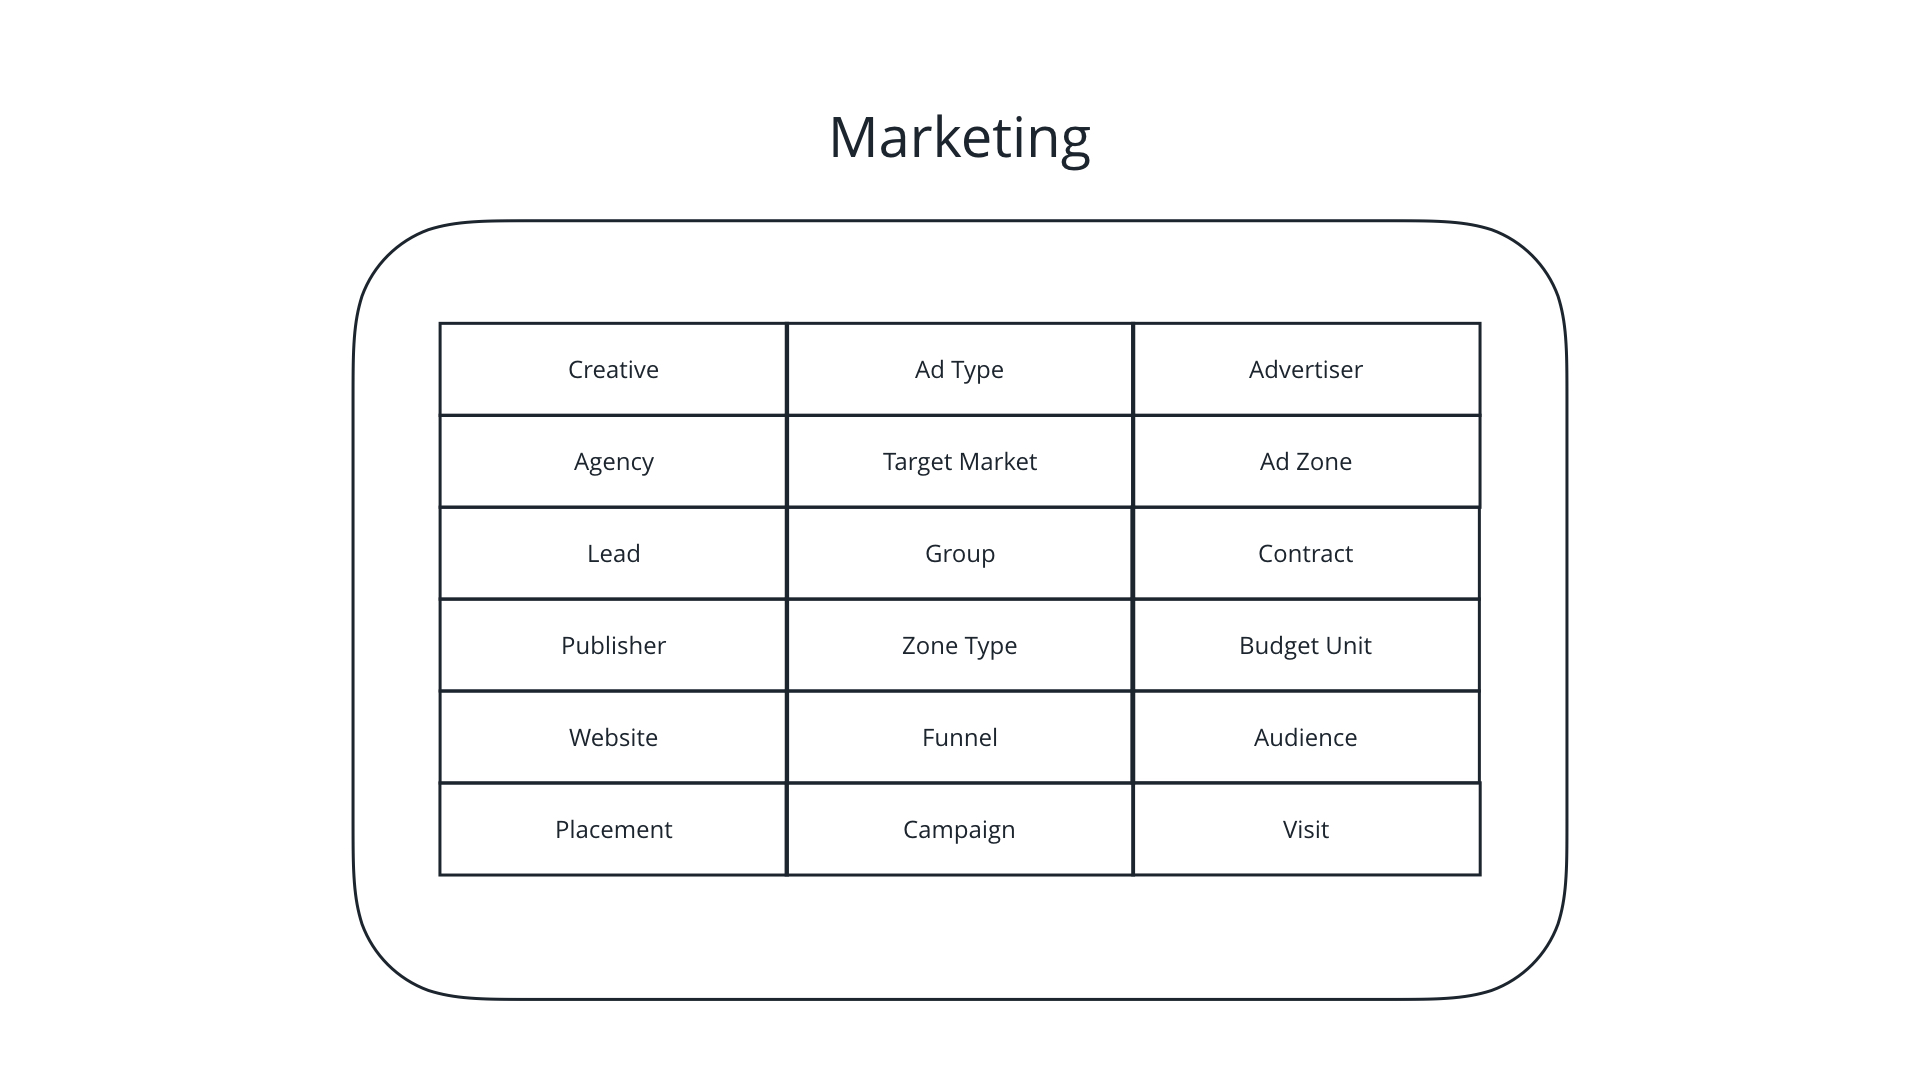 Marketing
Creative
Ad Type
Advertiser
Agency
Target Market
Ad Zone
Lead
Group
Contract
Publisher
Zone Type
Budget Unit
Website
Funnel
Audience
Placement
Campaign
Visit